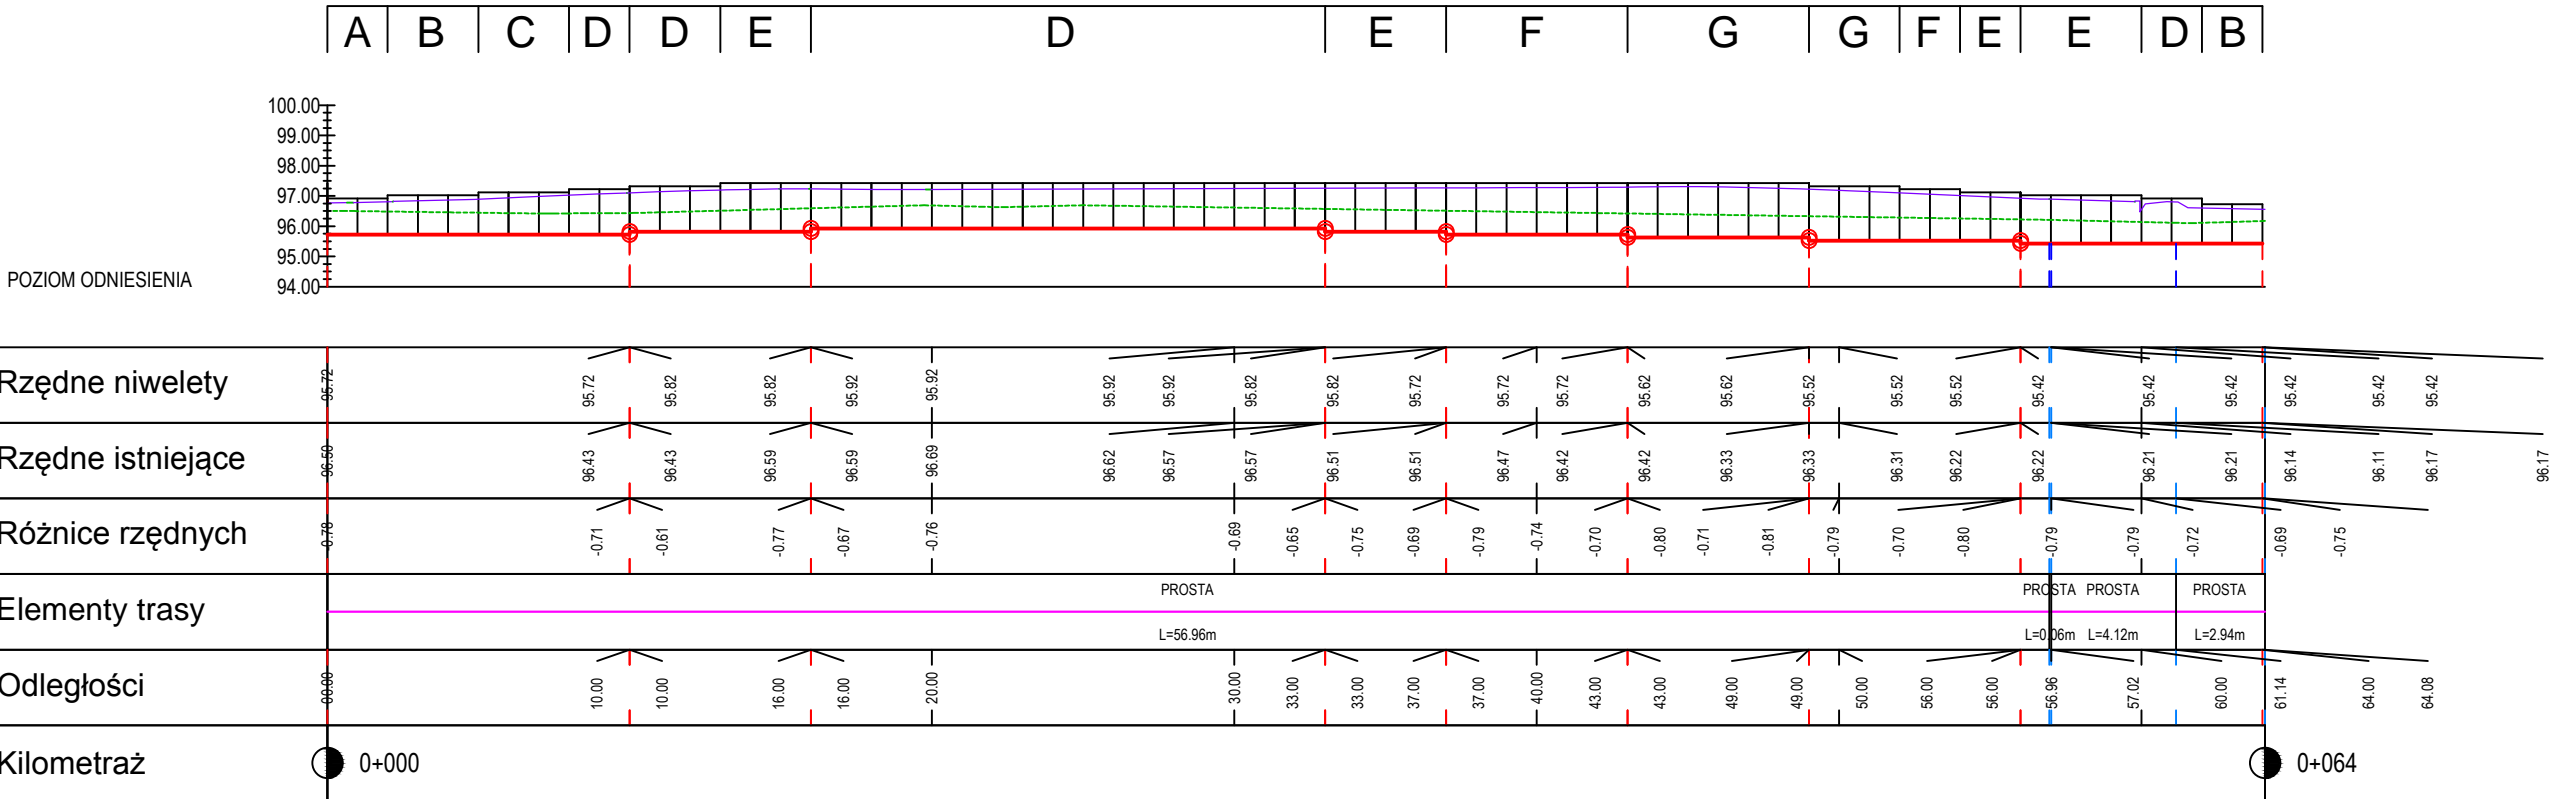 A B C D D E D E F G G F E E D B
100.00
99.00
98.00
97.00
96.00
95.00
94.00
POZIOM ODNIESIENIA
Rzędne niwelety 95.72 95.72 95.82 95.82 95.92 95.92 95.92 95.92 95.82 95.82 95.72 95.72 95.72 95.62 95.62 95.52 95.52 95.52 95.42 95.42 95.42 95.42 95.42 95.42
Rzędne istniejące 96.50 96.43 96.43 96.59 96.59 96.69 96.62 96.57 96.57 96.51 96.51 96.47 96.42 96.42 96.33 96.33 96.31 96.22 96.22 96.21 96.21 96.14 96.11 96.17 96.17
Różnice rzędnych -0.78 -0.71 -0.61 -0.77 -0.67 -0.76 -0.69 -0.65 -0.75 -0.69 -0.79 -0.74 -0.70 -0.80 -0.71 -0.81 -0.79 -0.70 -0.80 -0.79 -0.79 -0.72 -0.69 -0.75
Elementy trasy
PROSTA PROSTA PROSTA PROSTA
L=56.96m L=0.06m L=4.12m L=2.94m
Odległości 00.00 10.00 10.00 16.00 16.00 20.00 30.00 33.00 33.00 37.00 37.00 40.00 43.00 43.00 49.00 49.00 50.00 56.00 56.00 56.96 57.02 60.00 61.14 64.00 64.08
Kilometraż 0+000 0+064